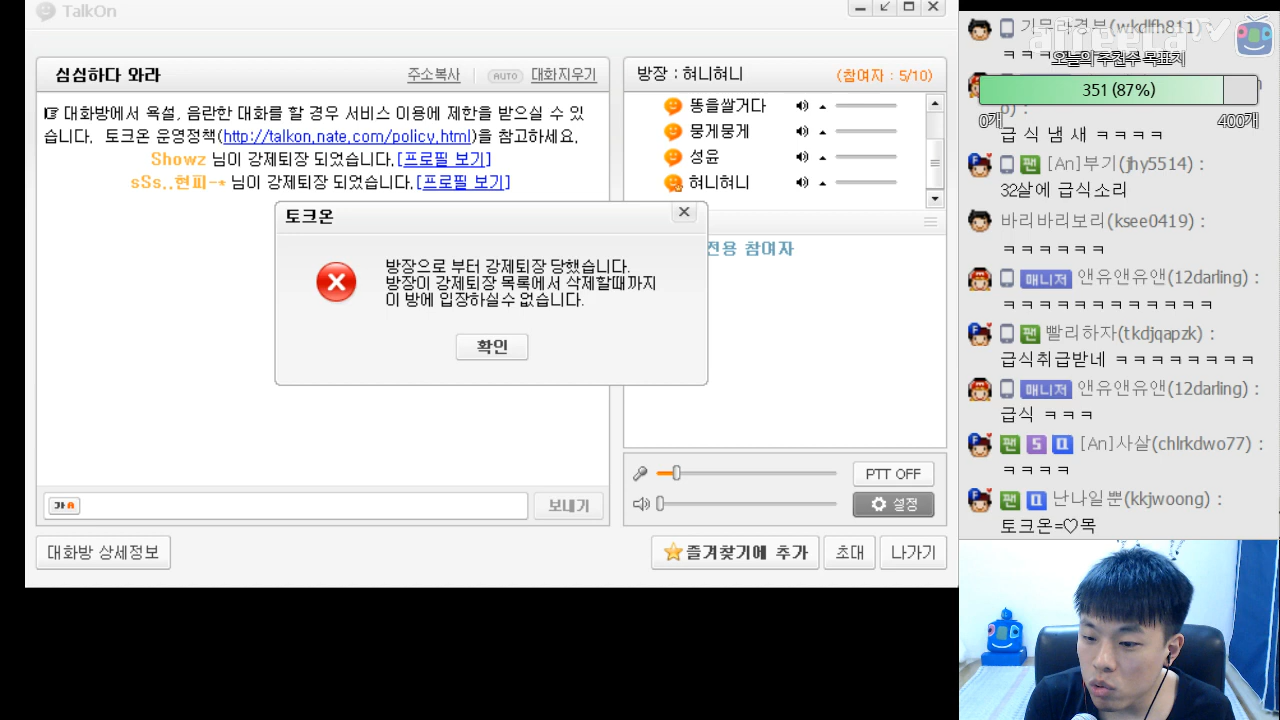 TalkOn
심심하다 와라
주소복사
AUTO 대화지우기
☞ 대화방에서 욕설, 음란한 대화를 할 경우 서비스 이용에 제한을 받으실 수 있
습니다. 토크온 운영정책(http://talkon.nate.com/policy.html)을 참고하세요.
Showz 님이 강제퇴장 되었습니다.[프로필 보기]
sSs..현피-★ 님이 강제퇴장 되었습니다.[프로필 보기]
토크온
방장으로 부터 강제퇴장 당했습니다.
방장이 강제퇴장 목록에서 삭제할때까지
이 방에 입장하실수 없습니다.
확인
가A
보내기
대화방 상세정보
방장 : 혀니혀니
(참여자 : 5/10)
똥을쌀거다
뭉게뭉게
성윤
혀니혀니
전용 참여자
PTT OFF
설정
즐겨찾기에 추가
초대
나가기
기무라경부(wkdlfh811) :
afreecaTV
오늘의 추천수 목표치
351 (87%)
0개
400개
급 식 냄 새 ㅋㅋㅋㅋ
팬 [An]부기(jhy5514) :
32살에 급식소리
바리바리보리(ksee0419) :
ㅋㅋㅋㅋㅋㅋ
매니저 앤유앤유앤(12darling) :
ㅋㅋㅋㅋㅋㅋㅋㅋㅋㅋㅋㅋ
팬 빨리하자(tkdjqapzk) :
급식취급받네 ㅋㅋㅋㅋㅋㅋㅋㅋ
매니저 앤유앤유앤(12darling) :
급식 ㅋㅋㅋ
팬 S Q [An]사살(chlrkdwo77) :
ㅋㅋㅋㅋ
팬 Q 난나일뿐(kkjwoong) :
토크온=♡목